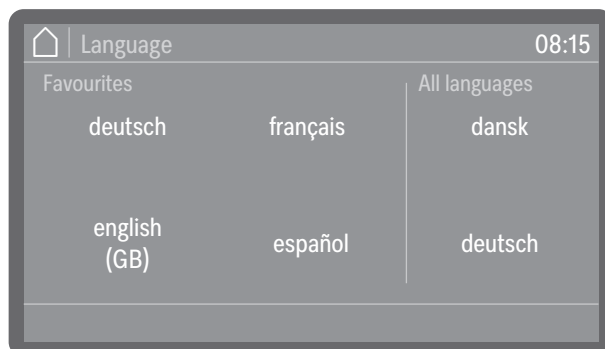 Language 08:15
Favourites All languages
deutsch français dansk
english
(GB) español deutsch